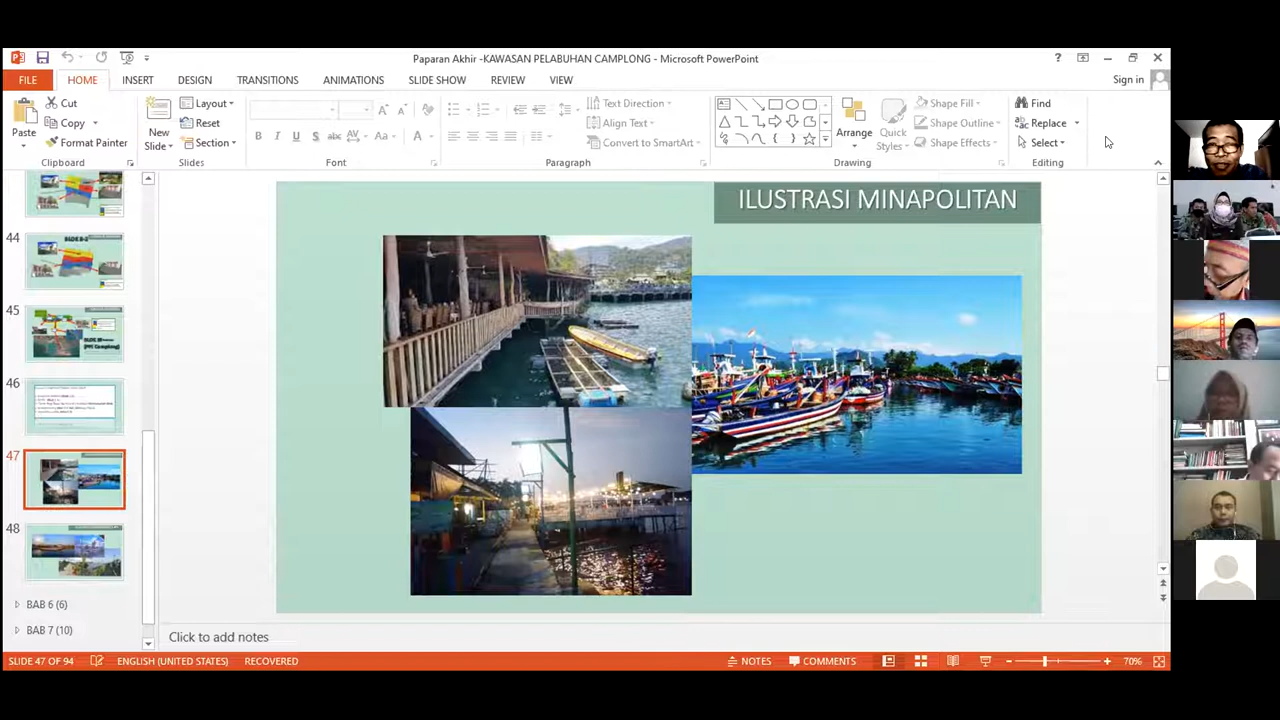 Paparan Akhir -KAWASAN PELABUHAN CAMPLONG - Microsoft PowerPoint
FILE HOME INSERT DESIGN TRANSITIONS ANIMATIONS SLIDE SHOW REVIEW VIEW Sign in
Cut
Copy
Format Painter
Paste
Clipboard
New Slide
Layout
Reset
Section
Slides
Font
Text Direction
Align Text
Convert to SmartArt
Paragraph
Arrange
Quick Styles
Shape Fill
Shape Outline
Shape Effects
Drawing
Find
Replace
Select
Editing
44
45
46
47
48
BAB 6 (6)
BAB 7 (10)
ILUSTRASI MINAPOLITAN
Click to add notes
SLIDE 47 OF 94 ENGLISH (UNITED STATES) RECOVERED NOTES COMMENTS 70%